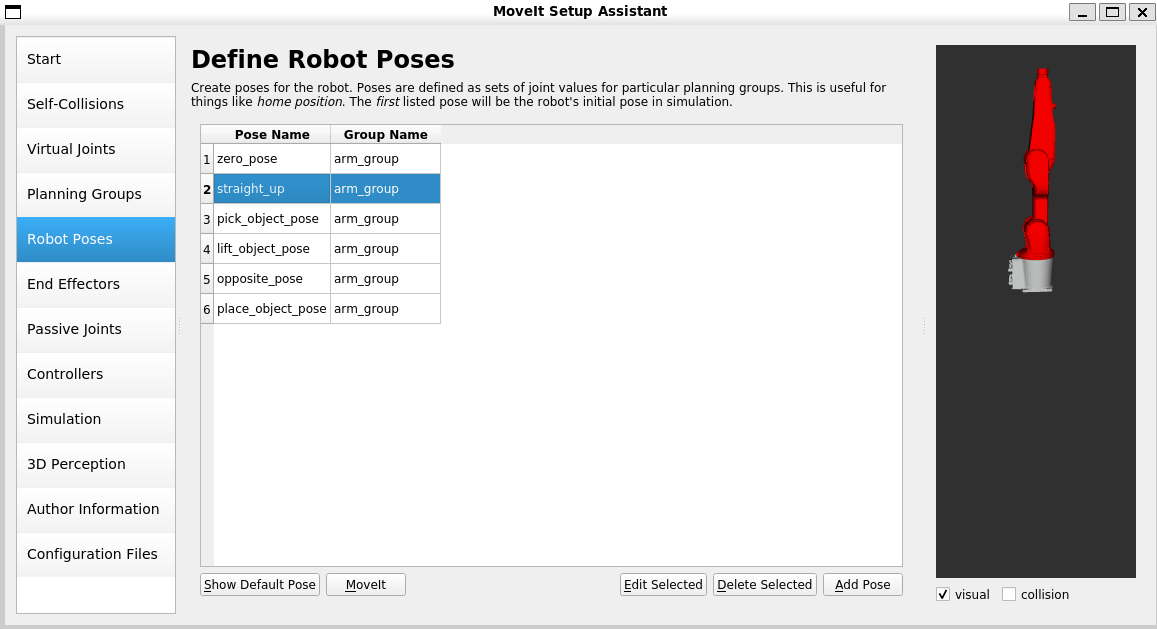 MoveIt Setup Assistant
Start
Self-Collisions
Virtual Joints
Planning Groups
Robot Poses
End Effectors
Passive Joints
Controllers
Simulation
3D Perception
Author Information
Configuration Files
Define Robot Poses
Create poses for the robot. Poses are defined as sets of joint values for particular planning groups. This is useful for
things like home position. The first listed pose will be the robot's initial pose in simulation.
Pose Name Group Name
1 zero_pose arm_group
2 straight_up arm_group
3 pick_object_pose arm_group
4 lift_object_pose arm_group
5 opposite_pose arm_group
6 place_object_pose arm_group
Show Default Pose MoveIt Edit Selected Delete Selected Add Pose
visual collision